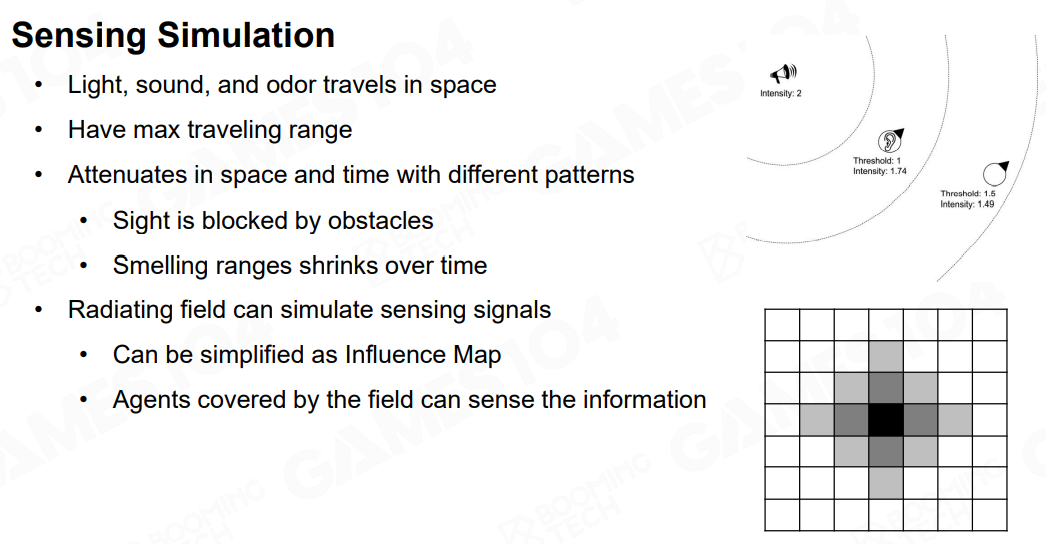 Sensing Simulation
• Light, sound, and odor travels in space
• Have max traveling range
• Attenuates in space and time with different patterns
• Sight is blocked by obstacles
• Smelling ranges shrinks over time
• Radiating field can simulate sensing signals
• Can be simplified as Influence Map
• Agents covered by the field can sense the information
Intensity: 2
Threshold: 1
Intensity: 1.74
Threshold: 1.5
Intensity: 1.49
GAMES104
BOOMING
TECH